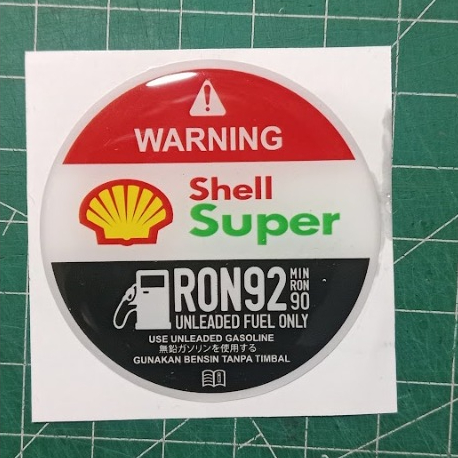 WARNING
Shell
Super
RON92 MIN RON 90
UNLEADED FUEL ONLY
USE UNLEADED GASOLINE
無鉛ガソリンを使用する
GUNAKAN BENSIN TANPA TIMBAL